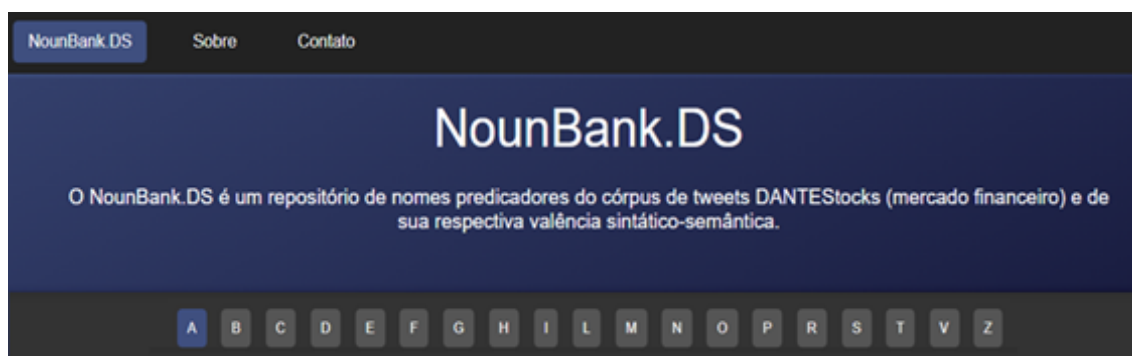 NounBank.DS Sobre Contato
NounBank.DS
O NounBank.DS é um repositório de nomes predicadores do córpus de tweets DANTEStocks (mercado financeiro) e de
sua respectiva valência sintático-semântica.
A B C D E F G H I L M N O P R S T V Z